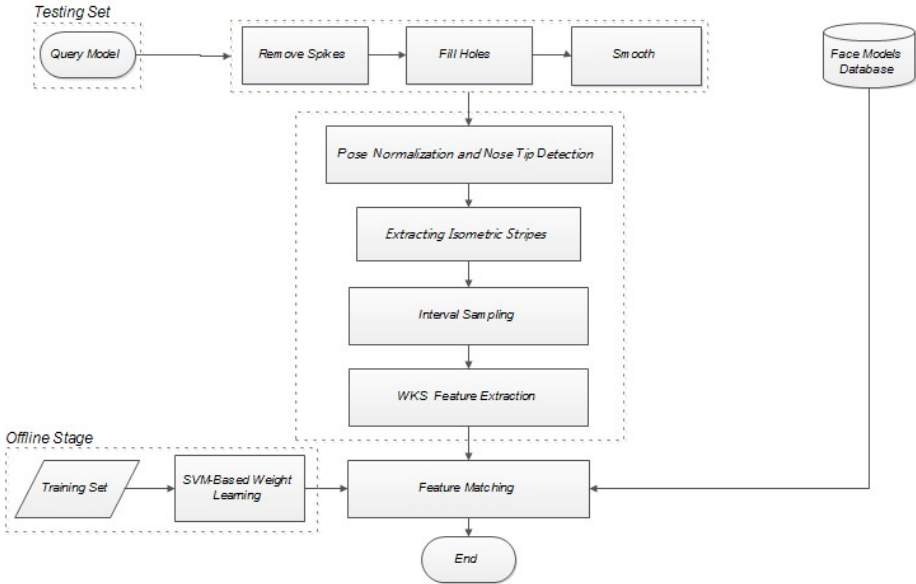 Testing Set
Query Model
Remove Spikes
Fill Holes
Smooth
Face Models
Database
Pose Normalization and Nose Tip Detection
Extracting Isometric Stripes
Interval Sampling
WKS Feature Extraction
Offline Stage
Training Set
SVM-Based Weight
Learning
Feature Matching
End